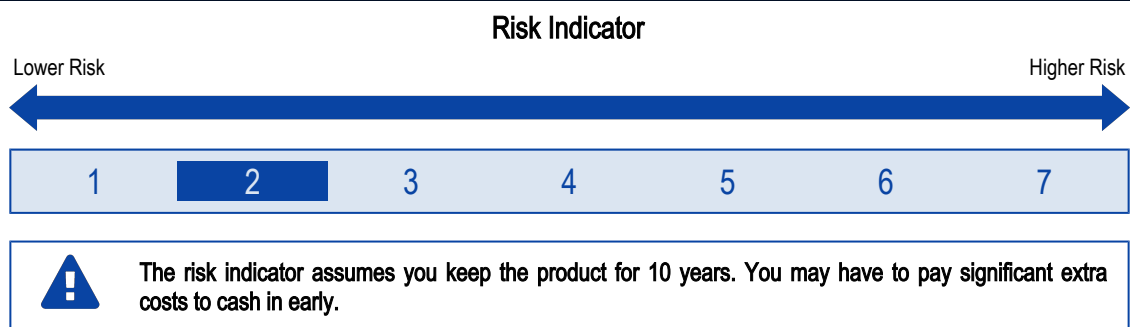 Risk Indicator
Lower Risk Higher Risk
1 2 3 4 5 6 7
The risk indicator assumes you keep the product for 10 years. You may have to pay significant extra
costs to cash in early.